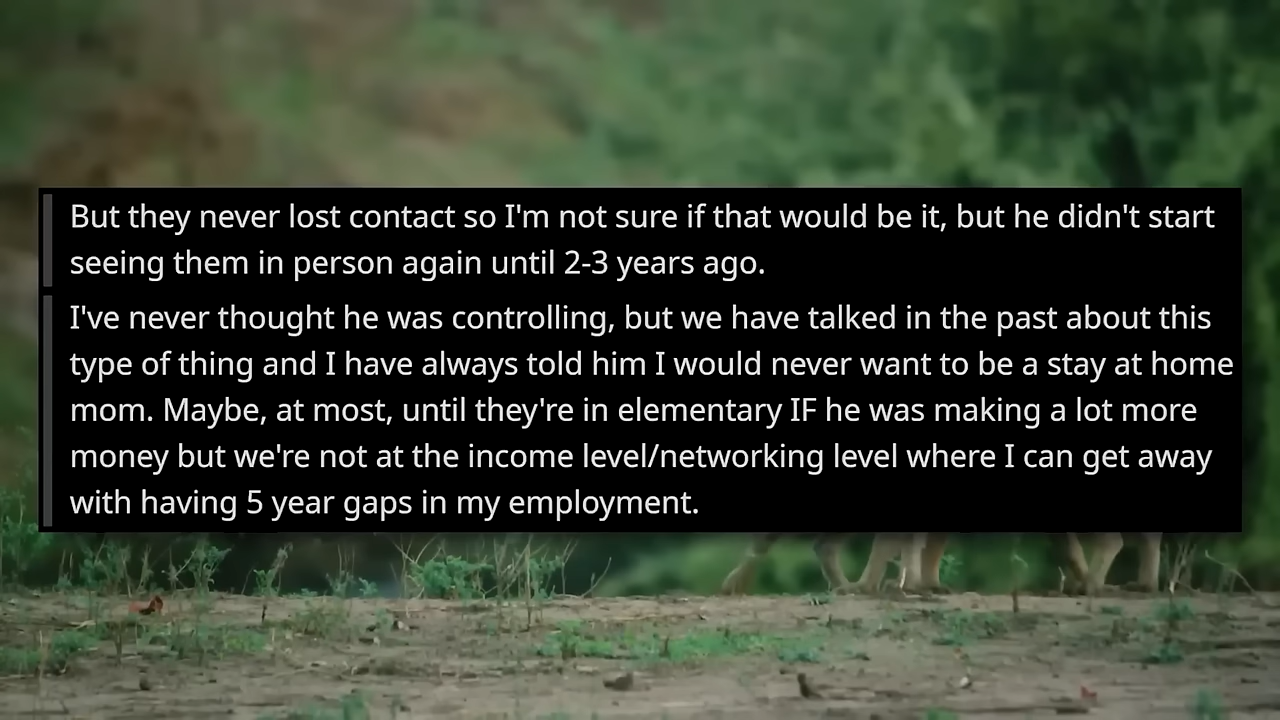 But they never lost contact so I'm not sure if that would be it, but he didn't start
seeing them in person again until 2-3 years ago.
I've never thought he was controlling, but we have talked in the past about this
type of thing and I have always told him I would never want to be a stay at home
mom. Maybe, at most, until they're in elementary IF he was making a lot more
money but we're not at the income level/networking level where I can get away
with having 5 year gaps in my employment.